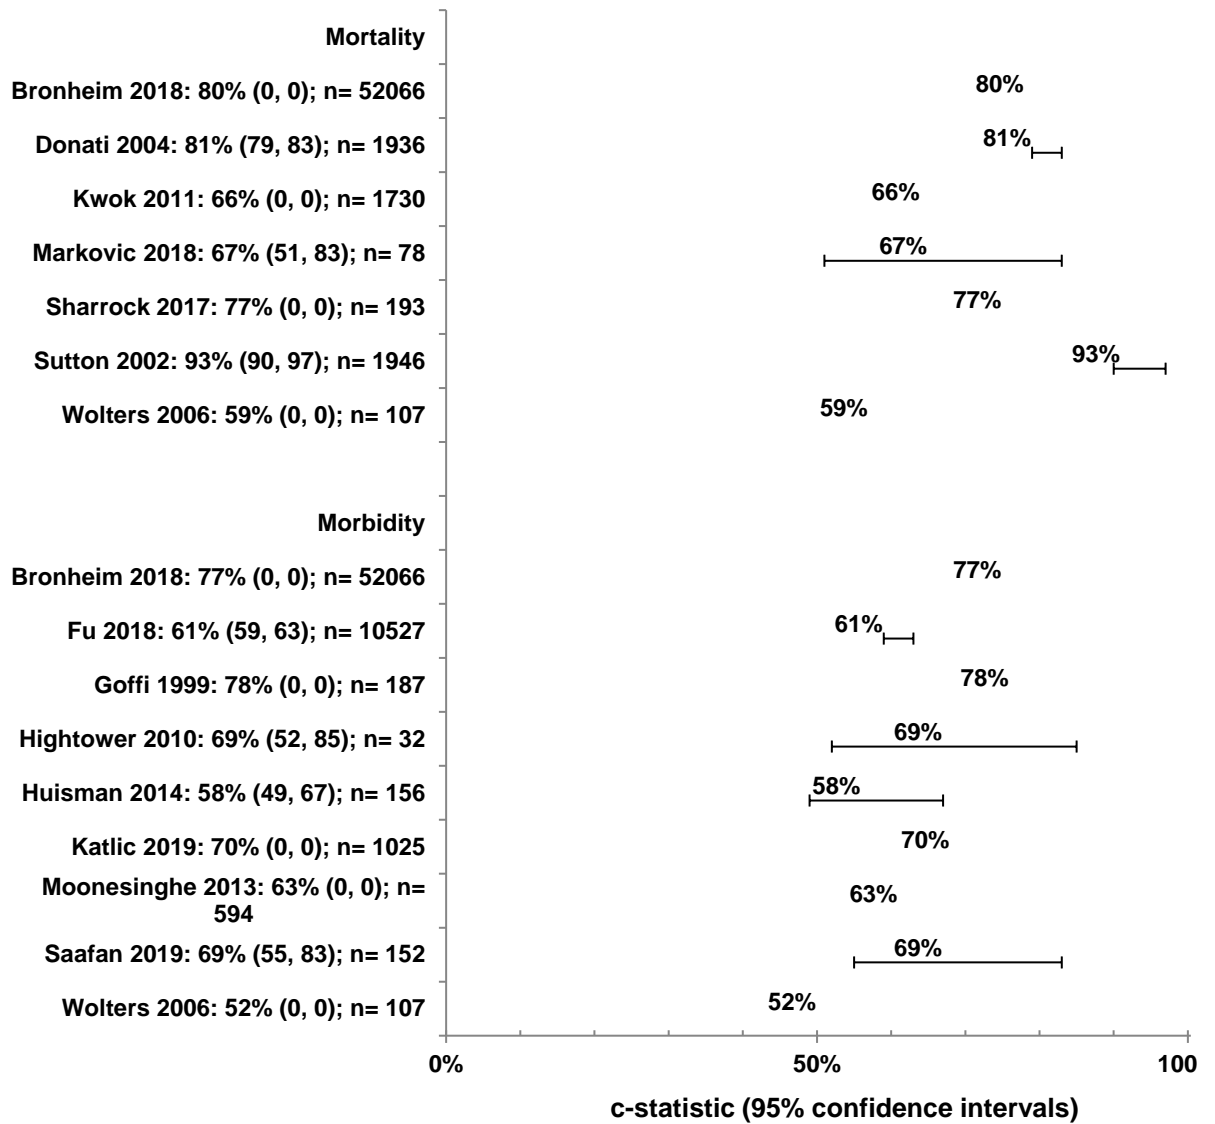 Mortality
Bronheim 2018: 80% (0, 0); n= 52066
80%
Donati 2004: 81% (79, 83); n= 1936
81%
Kwok 2011: 66% (0, 0); n= 1730
66%
Markovic 2018: 67% (51, 83); n= 78
67%
Sharrock 2017: 77% (0, 0); n= 193
77%
Sutton 2002: 93% (90, 97); n= 1946
93%
Wolters 2006: 59% (0, 0); n= 107
59%
Morbidity
Bronheim 2018: 77% (0, 0); n= 52066
77%
Fu 2018: 61% (59, 63); n= 10527
61%
Goffi 1999: 78% (0, 0); n= 187
78%
Hightower 2010: 69% (52, 85); n= 32
69%
Huisman 2014: 58% (49, 67); n= 156
58%
Katlic 2019: 70% (0, 0); n= 1025
70%
Moonesinghe 2013: 63% (0, 0); n=
594
63%
Saafan 2019: 69% (55, 83); n= 152
69%
Wolters 2006: 52% (0, 0); n= 107
52%
0%
50%
100
c-statistic (95% confidence intervals)